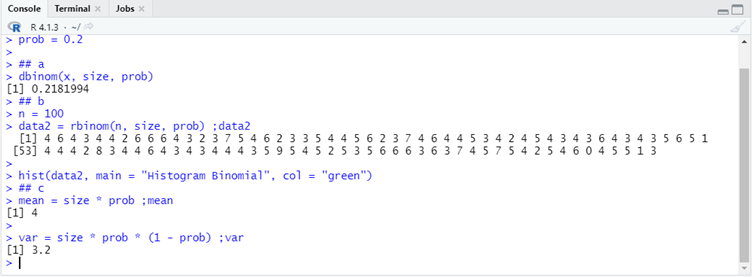 Console Terminal Jobs
R R 4.1.3 · ~/
> prob = 0.2
>
> ## a
> dbinom(x, size, prob)
[1] 0.2181994
> ## b
> n = 100
> data2 = rbinom(n, size, prob) ;data2
[1] 4 6 4 3 4 4 2 6 6 6 4 3 2 3 7 5 4 6 2 3 3 5 4 4 5 6 2 3 7 4 6 4 4 5 3 4 2 4 5 4 3 4 3 6 4 3 4 3 5 6 5 1
[53] 4 4 4 2 8 3 4 4 6 4 3 4 3 4 4 4 3 5 9 5 4 5 2 5 3 5 6 6 6 3 6 3 7 4 5 7 5 4 2 5 4 6 0 4 5 5 1 3
>
> hist(data2, main = "Histogram Binomial", col = "green")
> ## c
> mean = size * prob ;mean
[1] 4
>
> var = size * prob * (1 - prob) ;var
[1] 3.2
>